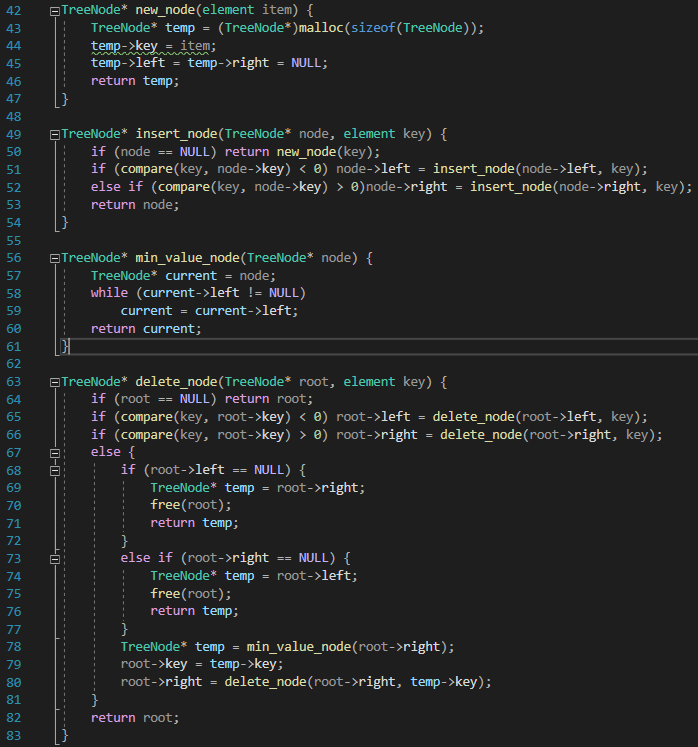 42 TreeNode* new_node(element item) {
43 TreeNode* temp = (TreeNode*)malloc(sizeof(TreeNode));
44 temp->key = item;
45 temp->left = temp->right = NULL;
46 return temp;
47 }
48
49 TreeNode* insert_node(TreeNode* node, element key) {
50 if (node == NULL) return new_node(key);
51 if (compare(key, node->key) < 0) node->left = insert_node(node->left, key);
52 else if (compare(key, node->key) > 0)node->right = insert_node(node->right, key);
53 return node;
54 }
55
56 TreeNode* min_value_node(TreeNode* node) {
57 TreeNode* current = node;
58 while (current->left != NULL)
59 current = current->left;
60 return current;
61 }
62
63 TreeNode* delete_node(TreeNode* root, element key) {
64 if (root == NULL) return root;
65 if (compare(key, root->key) < 0) root->left = delete_node(root->left, key);
66 if (compare(key, root->key) > 0) root->right = delete_node(root->right, key);
67 else {
68 if (root->left == NULL) {
69 TreeNode* temp = root->right;
70 free(root);
71 return temp;
72 }
73 else if (root->right == NULL) {
74 TreeNode* temp = root->left;
75 free(root);
76 return temp;
77 }
78 TreeNode* temp = min_value_node(root->right);
79 root->key = temp->key;
80 root->right = delete_node(root->right, temp->key);
81 }
82 return root;
83 }